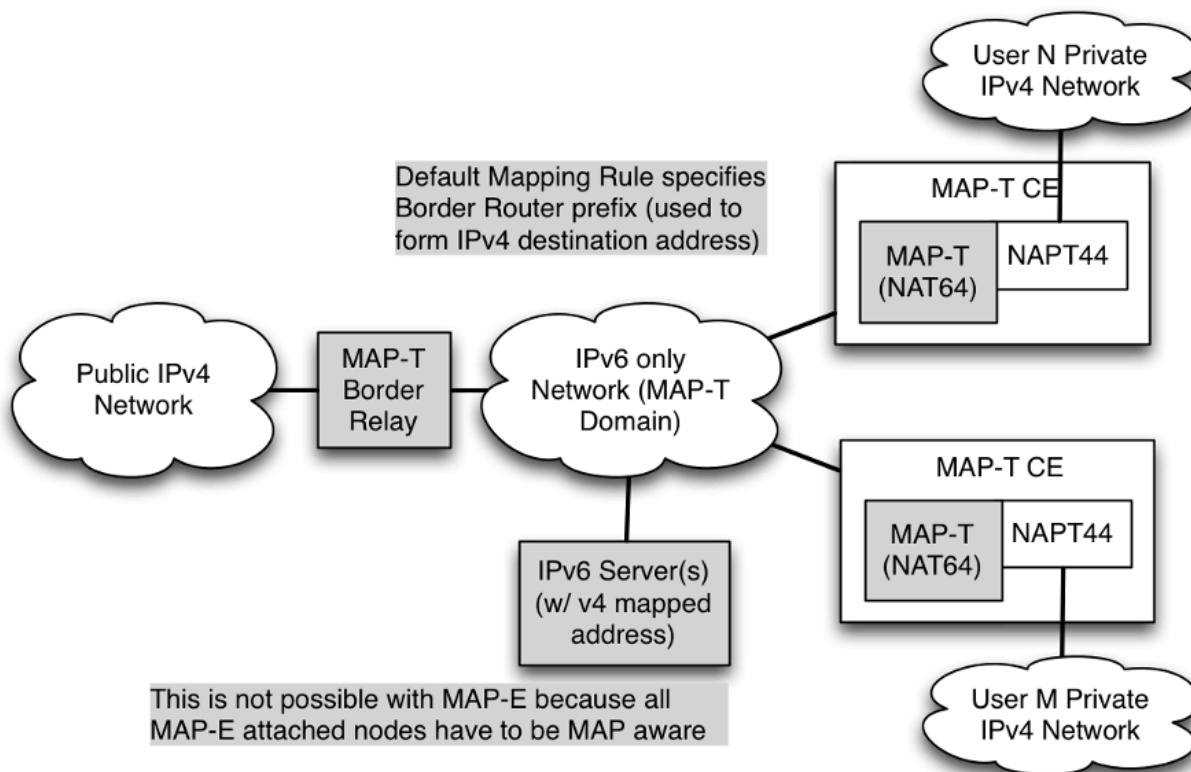 User N Private
IPv4 Network
Default Mapping Rule specifies
Border Router prefix (used to
form IPv4 destination address)
MAP-T CE
MAP-T
(NAT64)
NAPT44
Public IPv4
Network
MAP-T
Border
Relay
IPv6 only
Network (MAP-T
Domain)
MAP-T CE
MAP-T
(NAT64)
NAPT44
IPv6 Server(s)
(w/ v4 mapped
address)
This is not possible with MAP-E because all
MAP-E attached nodes have to be MAP aware
User M Private
IPv4 Network